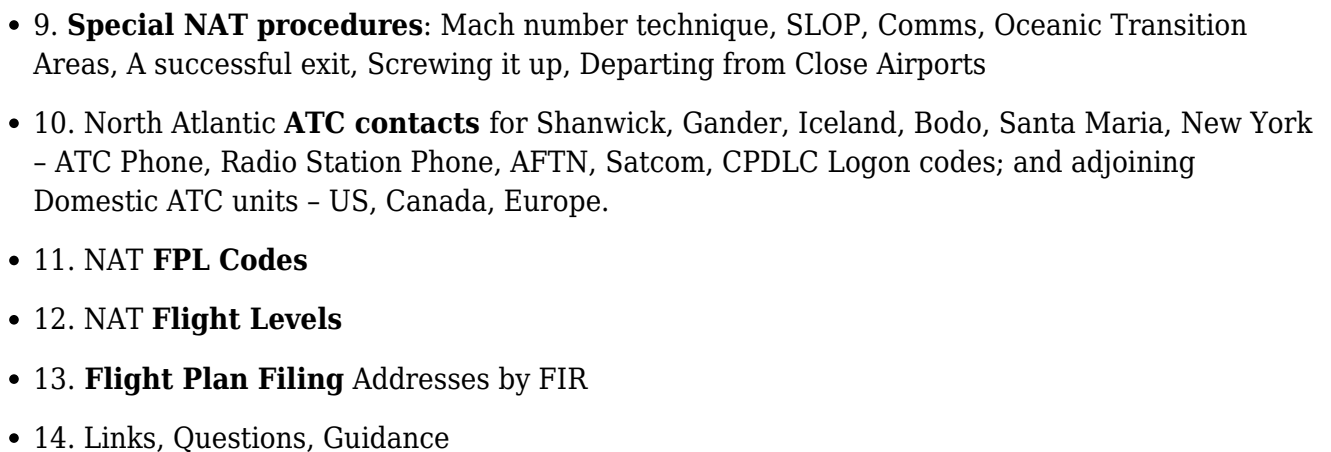 • 9. Special NAT procedures: Mach number technique, SLOP, Comms, Oceanic Transition
Areas, A successful exit, Screwing it up, Departing from Close Airports
• 10. North Atlantic ATC contacts for Shanwick, Gander, Iceland, Bodo, Santa Maria, New York
– ATC Phone, Radio Station Phone, AFTN, Satcom, CPDLC Logon codes; and adjoining
Domestic ATC units – US, Canada, Europe.
• 11. NAT FPL Codes
• 12. NAT Flight Levels
• 13. Flight Plan Filing Addresses by FIR
• 14. Links, Questions, Guidance